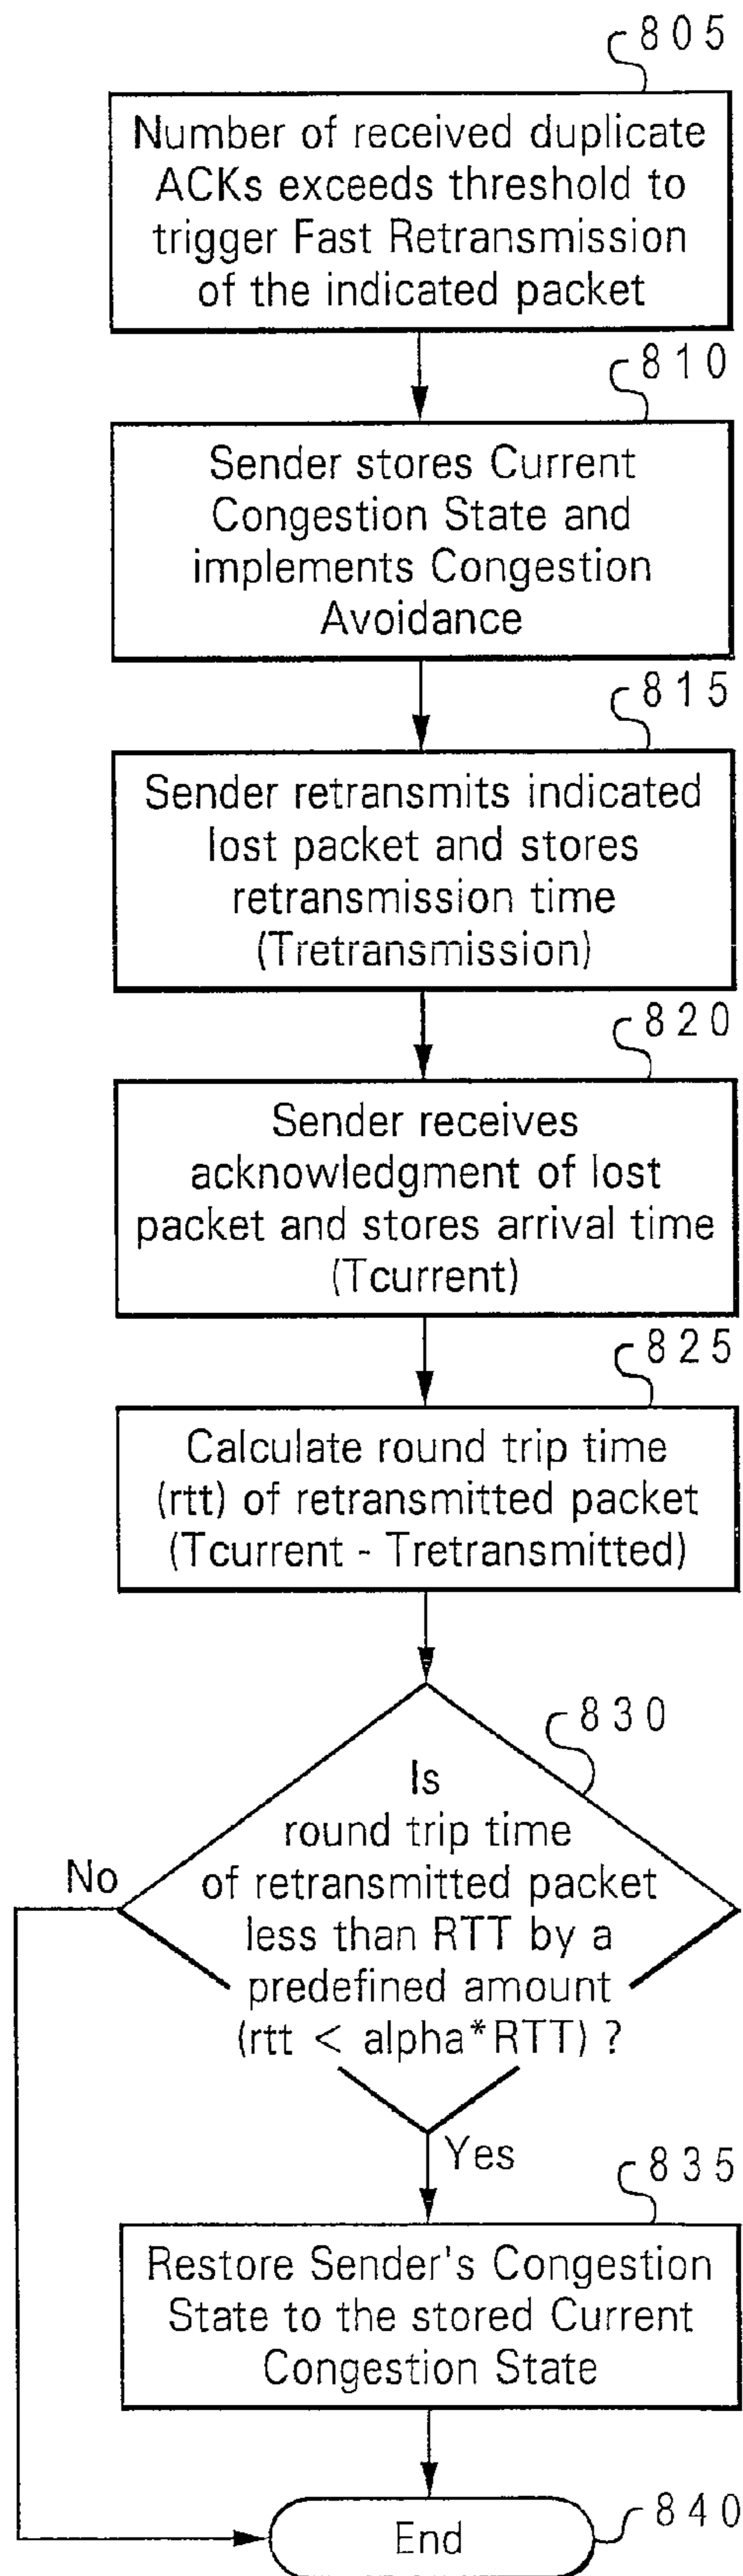 805
Number of received duplicate
ACKs exceeds threshold to
trigger Fast Retransmission
of the indicated packet
810
Sender stores Current
Congestion State and
implements Congestion
Avoidance
815
Sender retransmits indicated
lost packet and stores
retransmission time
(Tretransmission)
820
Sender receives
acknowledgment of lost
packet and stores arrival time
(Tcurrent)
825
Calculate round trip time
(rtt) of retransmitted packet
(Tcurrent - Tretransmitted)
830
Is
round trip time
of retransmitted packet
less than RTT by a
predefined amount
(rtt < alpha*RTT) ?
No
Yes
835
Restore Sender's Congestion
State to the stored Current
Congestion State
840
End